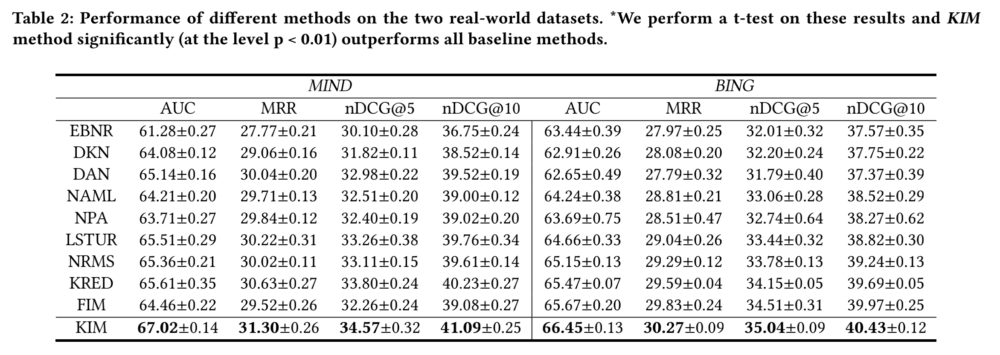 Table 2: Performance of different methods on the two real-world datasets. *We perform a t-test on these results and KIM
method significantly (at the level p < 0.01) outperforms all baseline methods.
MIND BING
AUC MRR nDCG@5 nDCG@10 AUC MRR nDCG@5 nDCG@10
EBNR 61.28±0.27 27.77±0.21 30.10±0.28 36.75±0.24 63.44±0.39 27.97±0.25 32.01±0.32 37.57±0.35
DKN 64.08±0.12 29.06±0.16 31.82±0.11 38.52±0.14 62.91±0.26 28.08±0.20 32.20±0.24 37.75±0.22
DAN 65.14±0.16 30.04±0.20 32.98±0.22 39.52±0.19 62.65±0.49 27.79±0.32 31.79±0.40 37.37±0.39
NAML 64.21±0.20 29.71±0.13 32.51±0.20 39.00±0.12 64.24±0.38 28.81±0.21 33.06±0.28 38.52±0.29
NPA 63.71±0.27 29.84±0.12 32.40±0.19 39.02±0.20 63.69±0.75 28.51±0.47 32.74±0.64 38.27±0.62
LSTUR 65.51±0.29 30.22±0.31 33.26±0.38 39.76±0.34 64.66±0.33 29.04±0.26 33.44±0.32 38.82±0.30
NRMS 65.36±0.21 30.02±0.11 33.11±0.15 39.61±0.14 65.15±0.13 29.29±0.12 33.78±0.13 39.24±0.13
KRED 65.61±0.35 30.63±0.27 33.80±0.24 40.23±0.27 65.47±0.07 29.59±0.04 34.15±0.05 39.69±0.05
FIM 64.46±0.22 29.52±0.26 32.26±0.24 39.08±0.27 65.67±0.20 29.83±0.24 34.51±0.31 39.97±0.25
KIM 67.02±0.14 31.30±0.26 34.57±0.32 41.09±0.25 66.45±0.13 30.27±0.09 35.04±0.09 40.43±0.12